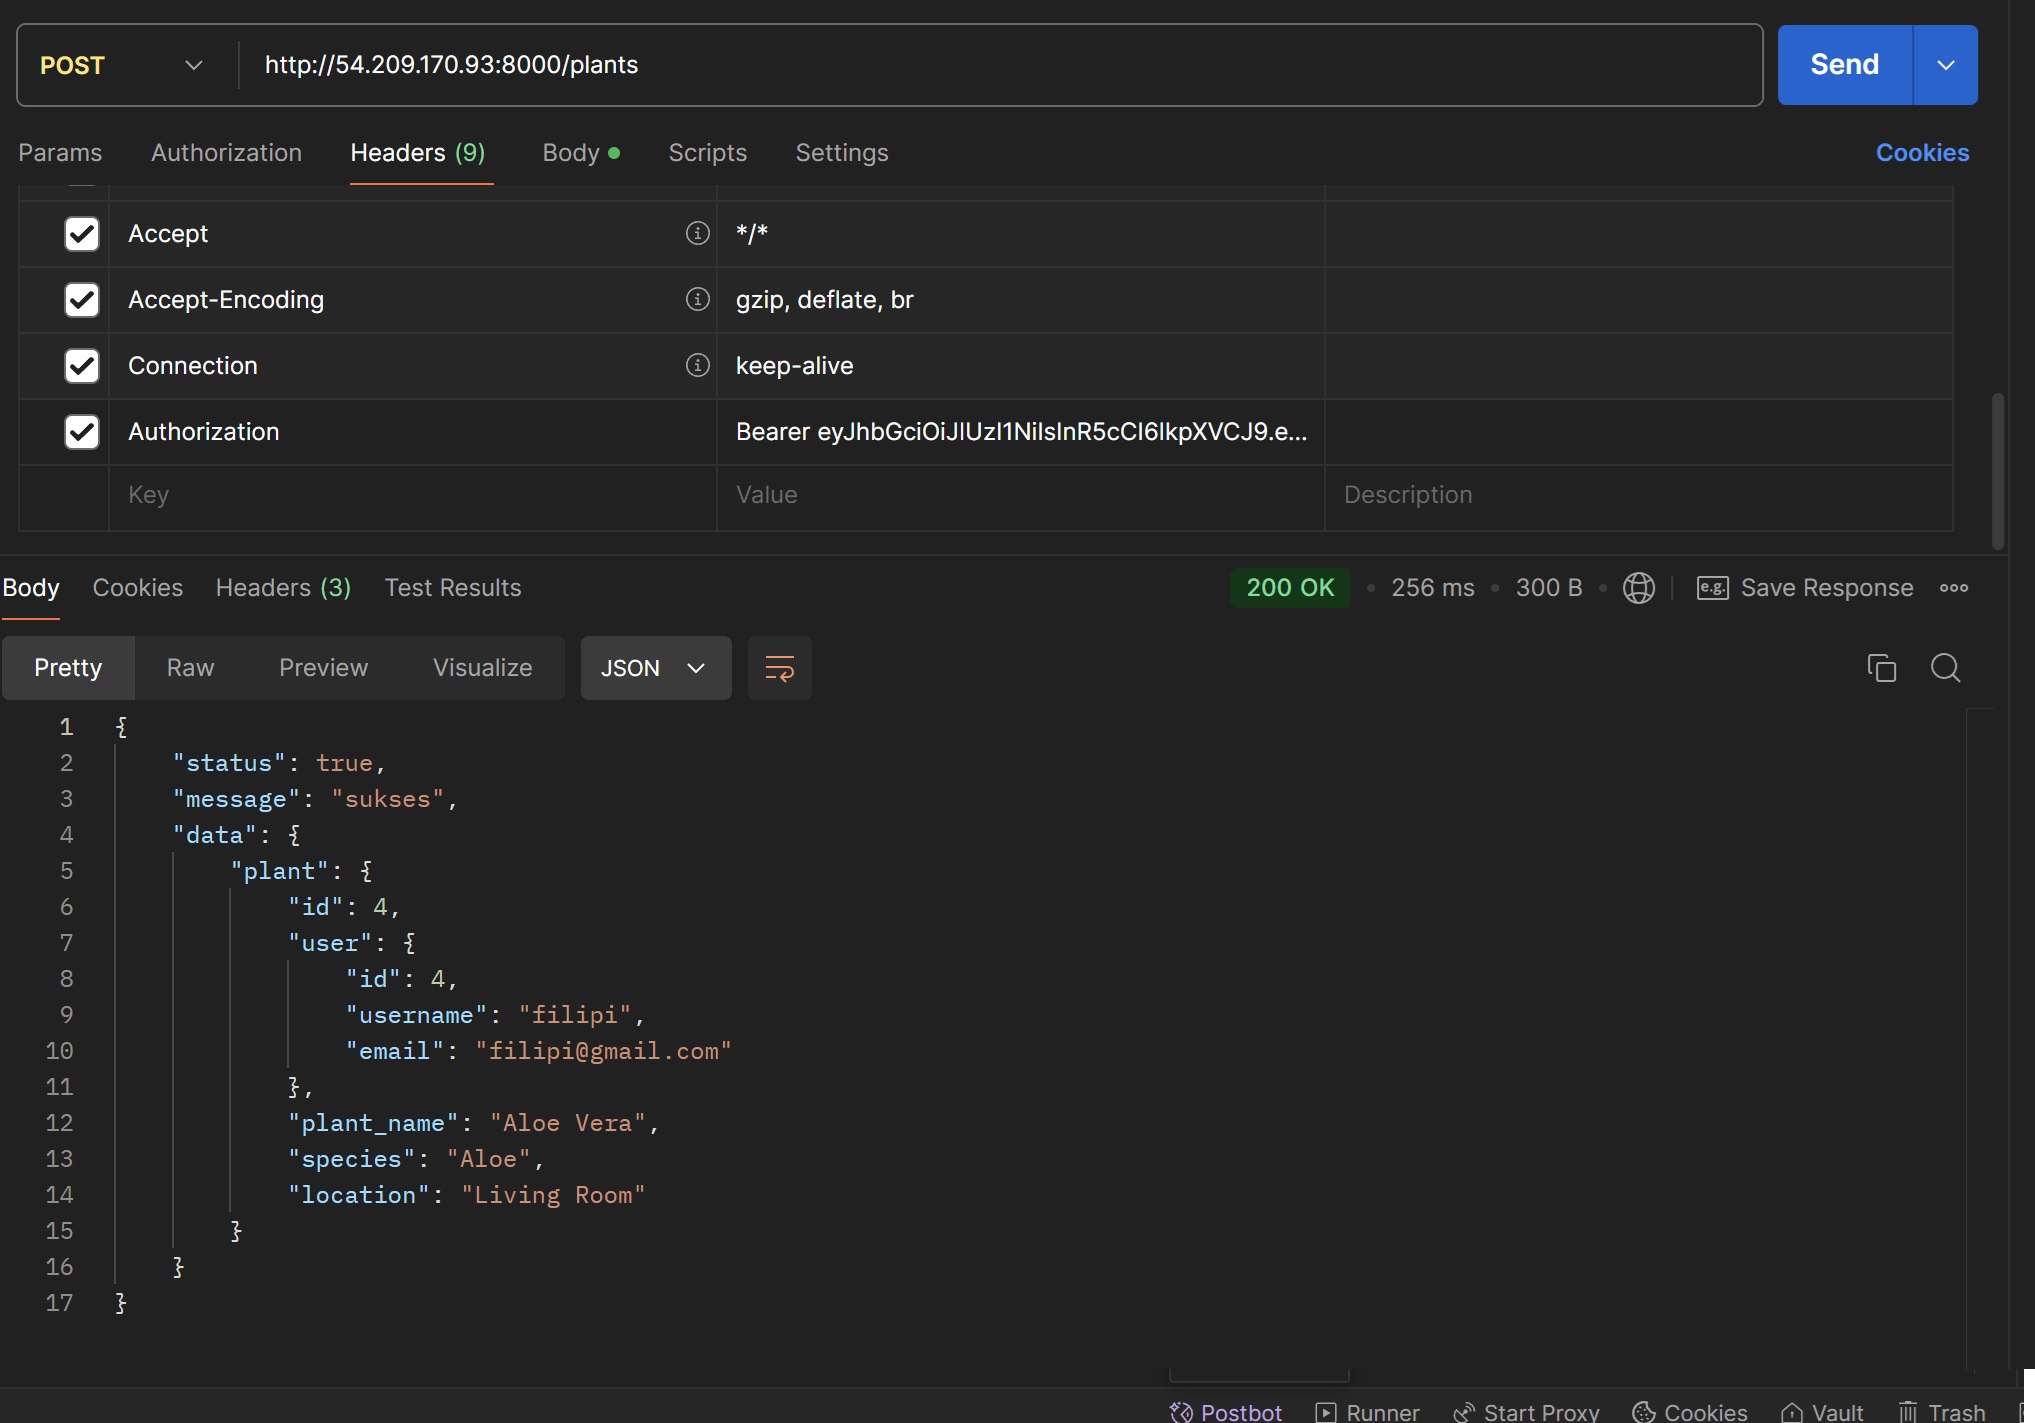 POST http://54.209.170.93:8000/plants Send
Params Authorization Headers (9) Body Scripts Settings Cookies
Accept */*
Accept-Encoding gzip, deflate, br
Connection keep-alive
Authorization Bearer eyJhbGciOiJIUzI1NiIsInR5cCI6IkpXVCJ9.e...
Key Value Description
Body Cookies Headers (3) Test Results 200 OK • 256 ms • 300 B • e.g. Save Response
Pretty Raw Preview Visualize JSON
1 {
2 "status": true,
3 "message": "sukses",
4 "data": {
5 "plant": {
6 "id": 4,
7 "user": {
8 "id": 4,
9 "username": "filipi",
10 "email": "filipi@gmail.com"
11 },
12 "plant_name": "Aloe Vera",
13 "species": "Aloe",
14 "location": "Living Room"
15 }
16 }
17 }
Postbot Runner Start Proxy Cookies Vault Trash